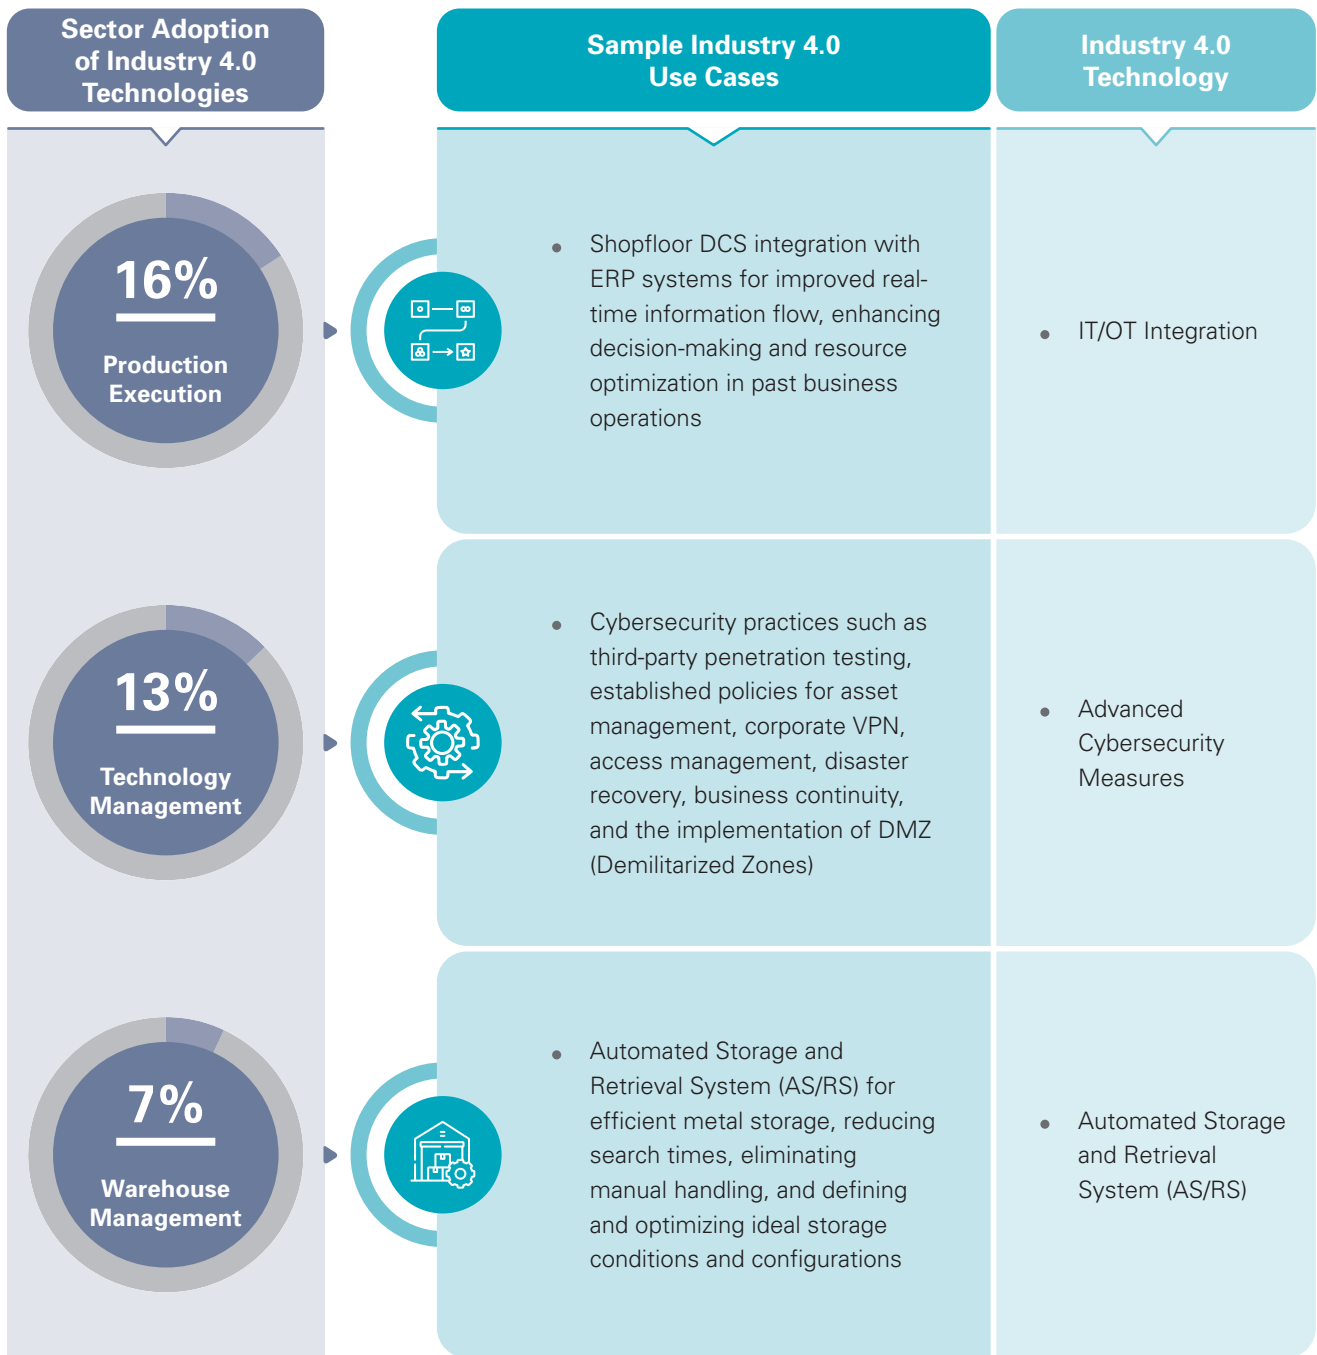 Sector Adoption
of Industry 4.0
Technologies
Sample Industry 4.0
Use Cases
Industry 4.0
Technology
16%
Production
Execution
• Shopfloor DCS integration with
ERP systems for improved real-
time information flow, enhancing
decision-making and resource
optimization in past business
operations
• IT/OT Integration
13%
Technology
Management
• Cybersecurity practices such as
third-party penetration testing,
established policies for asset
management, corporate VPN,
access management, disaster
recovery, business continuity,
and the implementation of DMZ
(Demilitarized Zones)
• Advanced
Cybersecurity
Measures
7%
Warehouse
Management
• Automated Storage and
Retrieval System (AS/RS) for
efficient metal storage, reducing
search times, eliminating
manual handling, and defining
and optimizing ideal storage
conditions and configurations
• Automated Storage
and Retrieval
System (AS/RS)